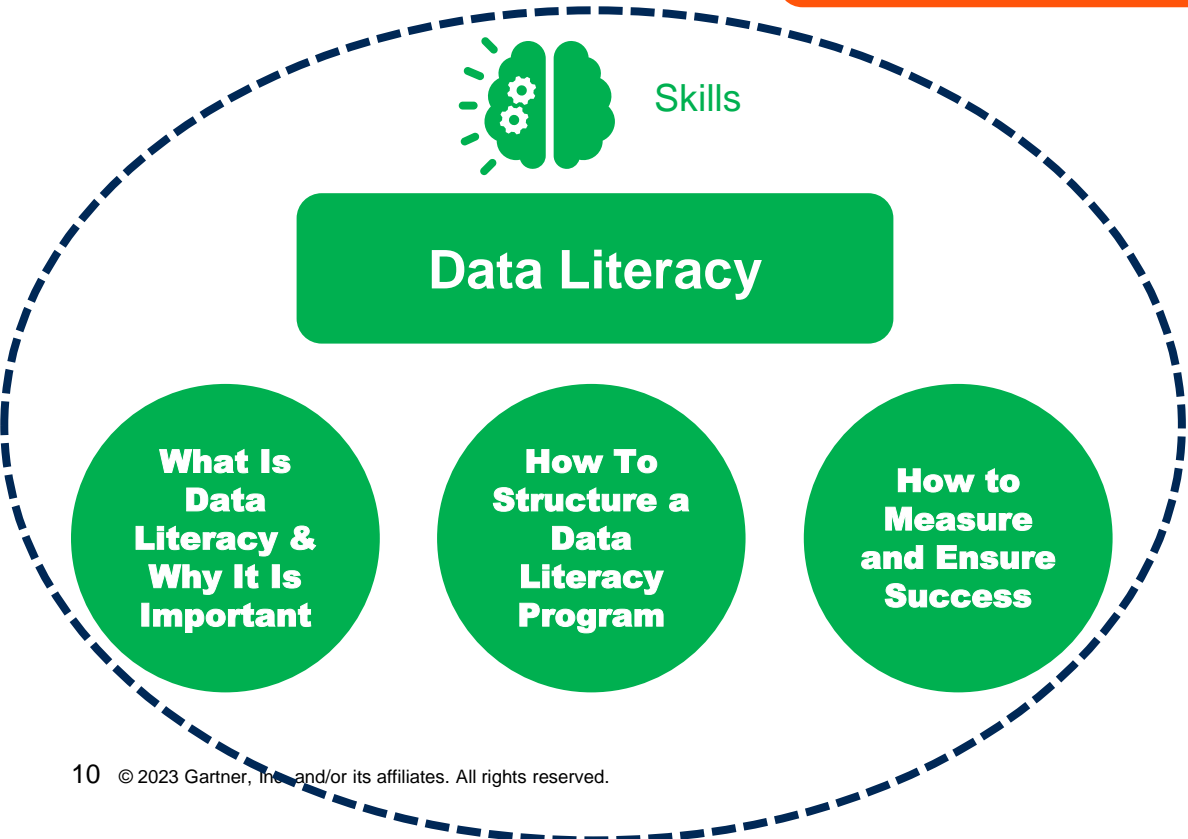 Skills
Data Literacy
What Is
Data
Literacy &
Why It Is
Important
How To
Structure a
Data
Literacy
Program
How to
Measure
and Ensure
Success
10 © 2023 Gartner, Inc. and/or its affiliates. All rights reserved.